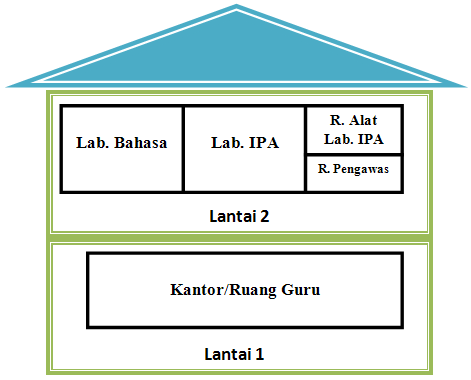 Lab. Bahasa
Lab. IPA
R. Alat
Lab. IPA
R. Pengawas
Lantai 2
Kantor/Ruang Guru
Lantai 1